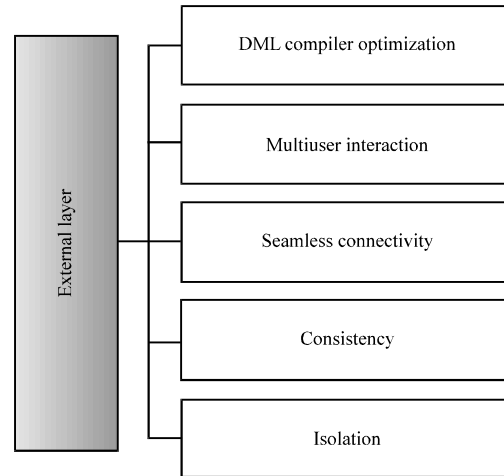 External layer
DML compiler optimization
Multiuser interaction
Seamless connectivity
Consistency
Isolation